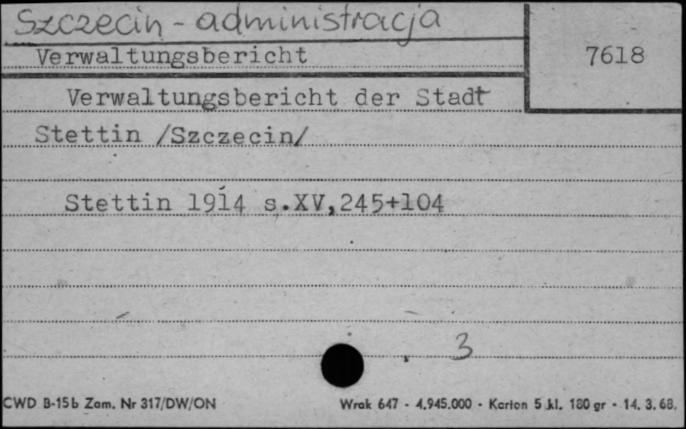 Szczecin - administracja
Verwaltungsbericht
7618
Verwaltungsbericht der Stadt
Stettin /Szczecin/
Stettin 1914 s.XV,245+104
3
CWD B-15b Zam. Nr 317/DW/ON
Wrak 647 - 4.945.000 - Karton 5 kl. 180 gr - 14. 3. 68.